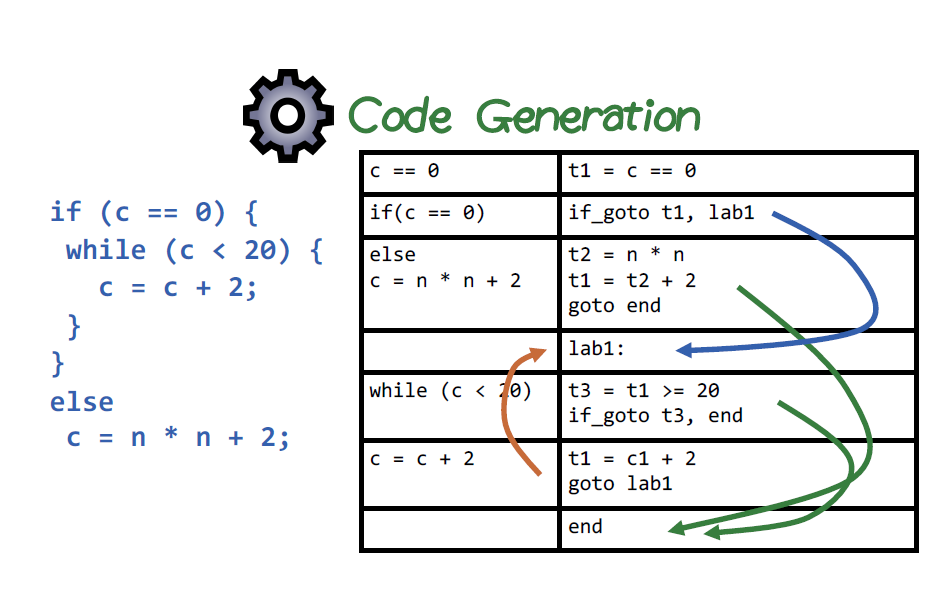 Code Generation
if (c == 0) {
while (c < 20) {
c = c + 2;
}
}
else
c = n * n + 2;
c == 0
t1 = c == 0
if(c == 0)
if_goto t1, lab1
else
c = n * n + 2
t2 = n * n
t1 = t2 + 2
goto end
lab1:
while (c < 20)
t3 = t1 >= 20
if_goto t3, end
c = c + 2
t1 = c1 + 2
goto lab1
end